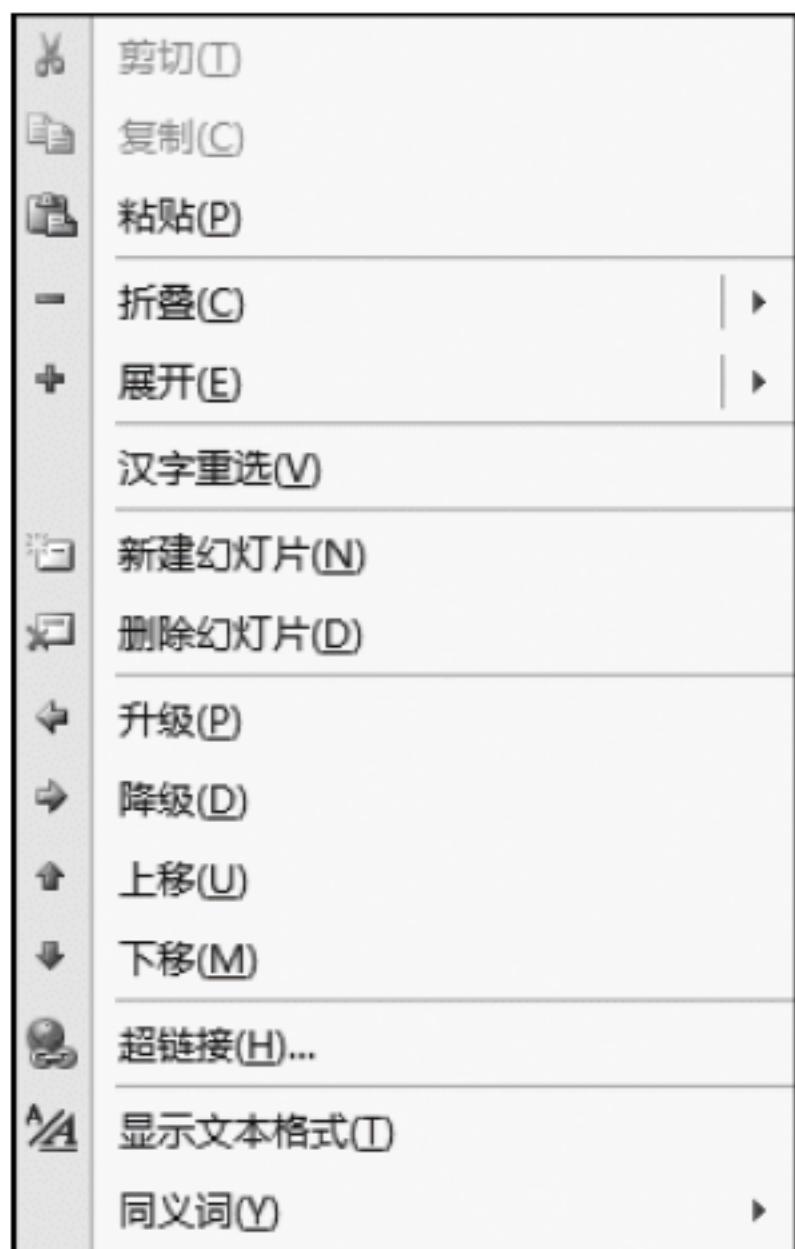 剪切(T)
复制(C)
粘贴(P)
折叠(C)
展开(E)
汉字重选(V)
新建幻灯片(N)
删除幻灯片(D)
升级(P)
降级(D)
上移(U)
下移(M)
超链接(H)...
显示文本格式(T)
同义词(Y)